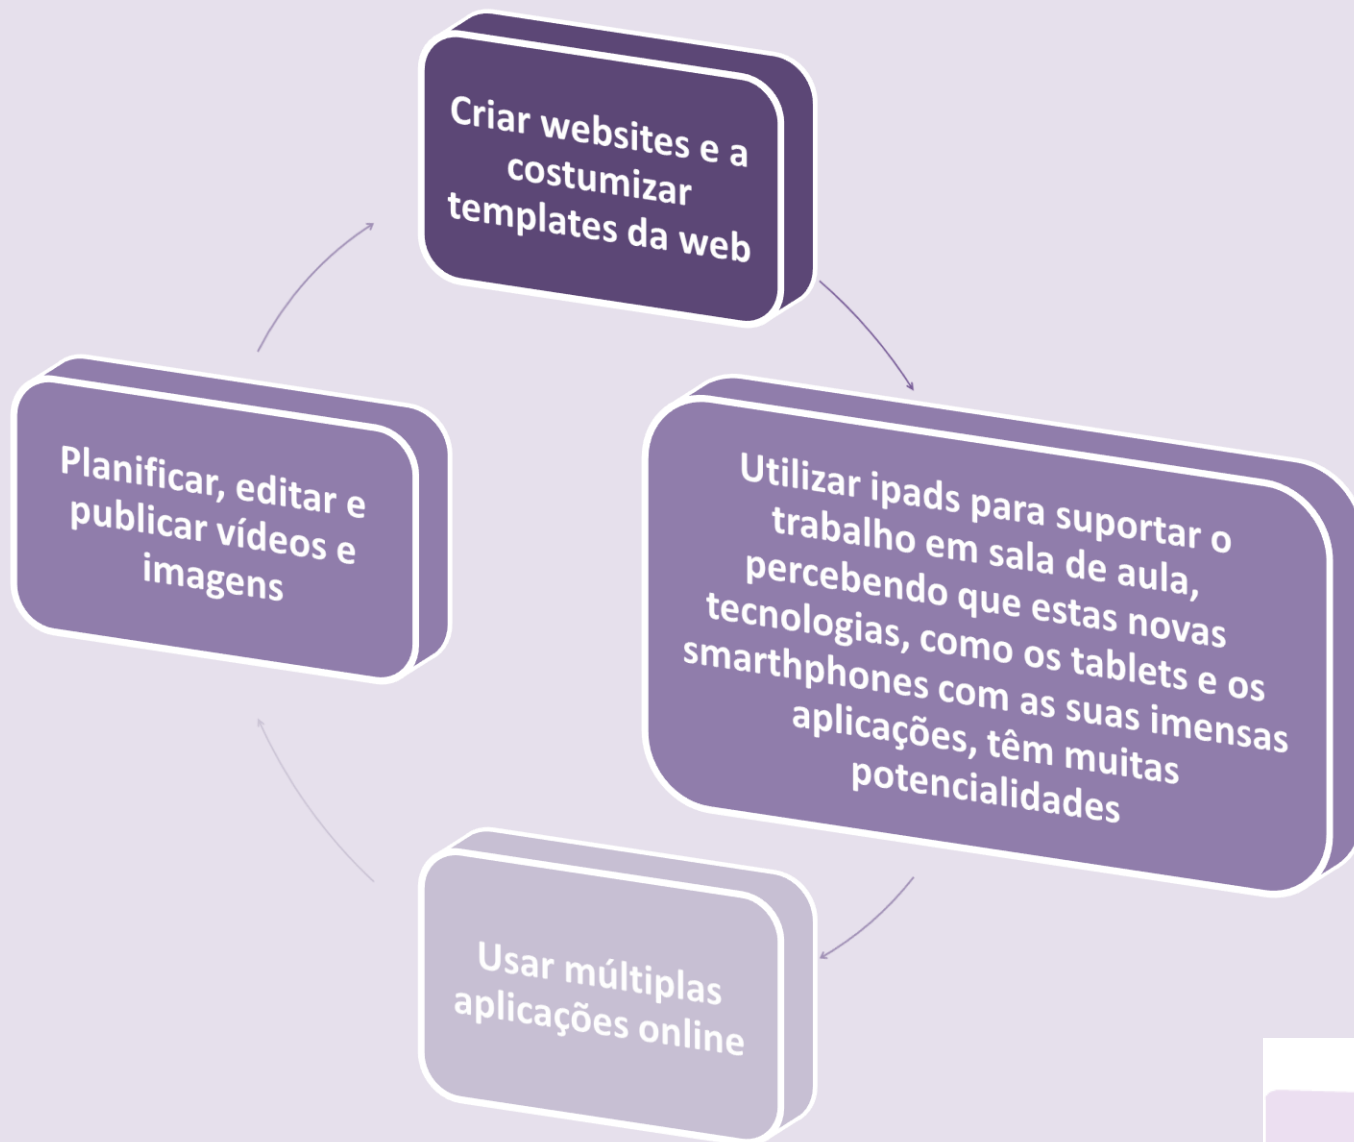 Criar websites e a
costumizar
templates da web
Utilizar ipads para suportar o
trabalho em sala de aula,
percebendo que estas novas
tecnologias, como os tablets e os
smarthphones com as suas imensas
aplicações, têm muitas
potencialidades
Usar múltiplas
aplicações online
Planificar, editar e
publicar vídeos e
imagens